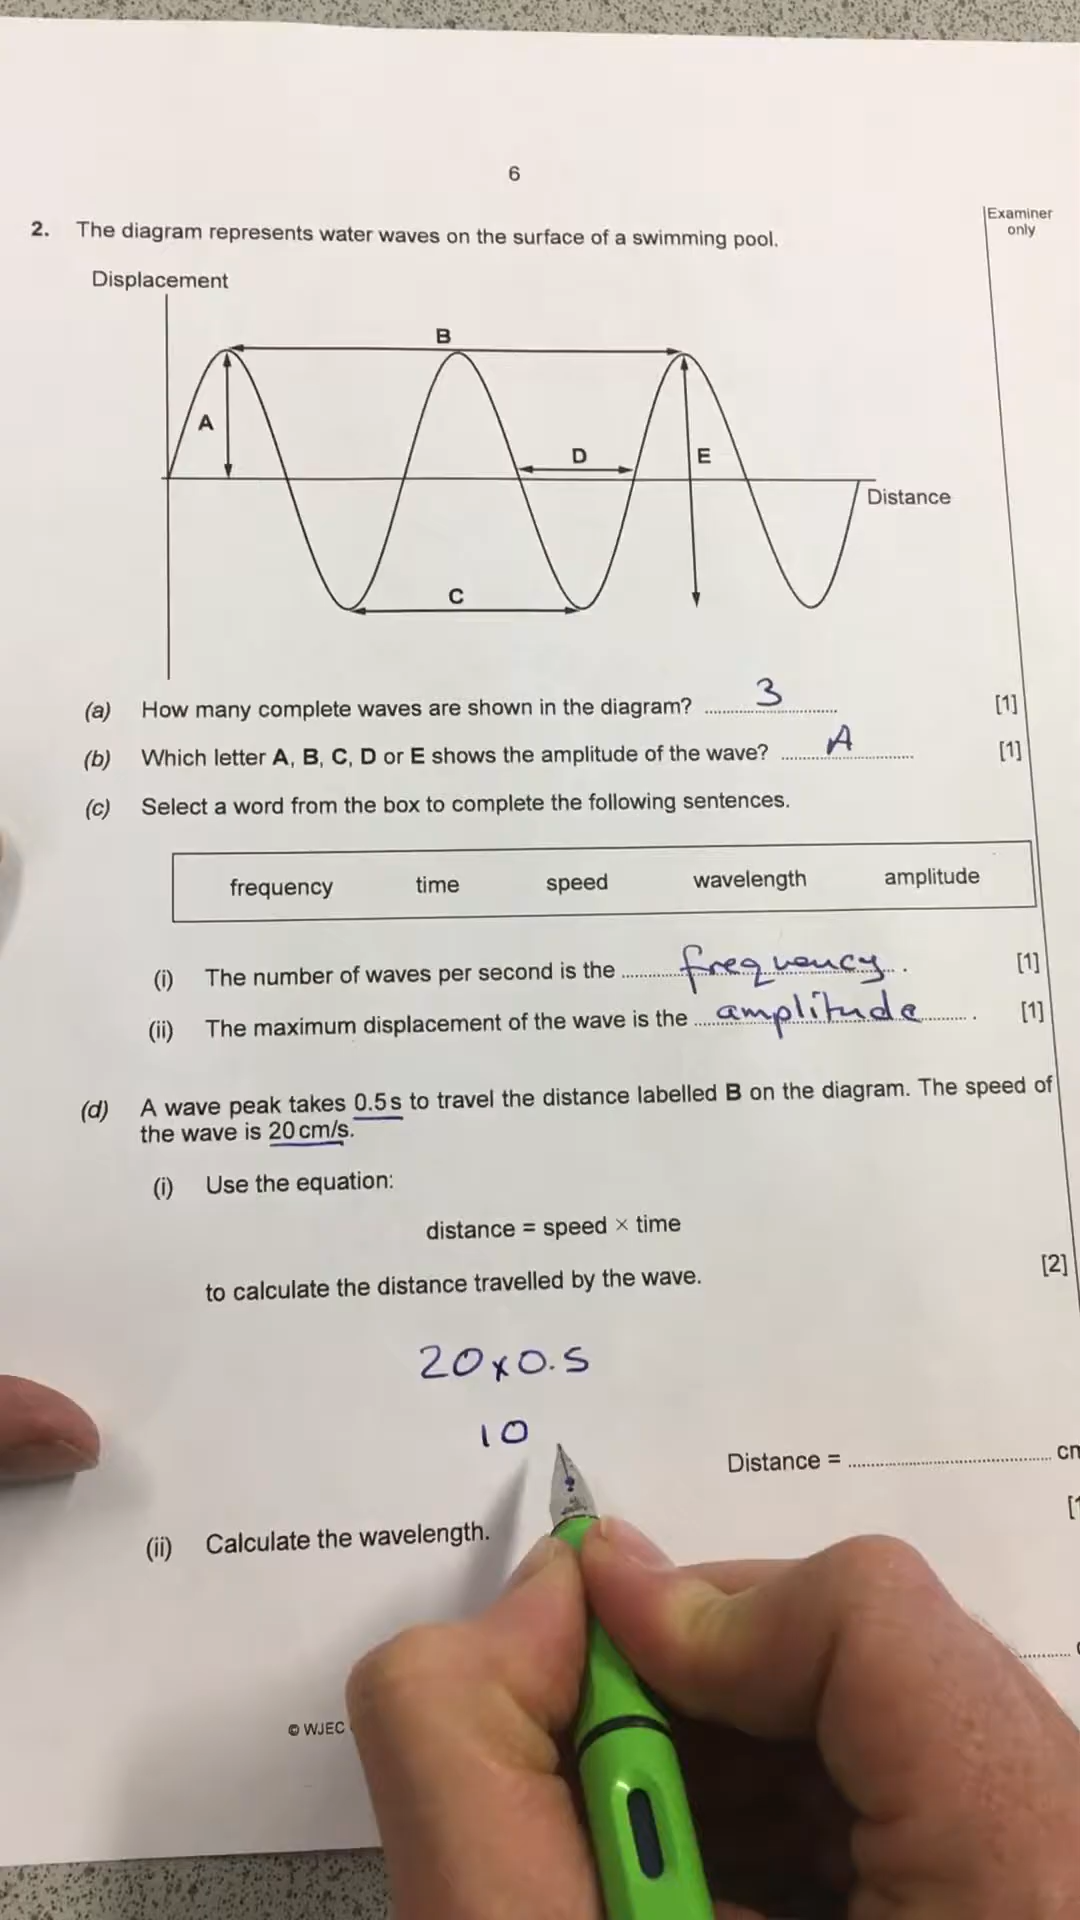 6
Examiner
only
2. The diagram represents water waves on the surface of a swimming pool.
Displacement
B
A
D
E
Distance
C
(a) How many complete waves are shown in the diagram? 3 [1]
(b) Which letter A, B, C, D or E shows the amplitude of the wave? A [1]
(c) Select a word from the box to complete the following sentences.
frequency time speed wavelength amplitude
(i) The number of waves per second is the frequency. [1]
(ii) The maximum displacement of the wave is the amplitude. [1]
(d) A wave peak takes 0.5 s to travel the distance labelled B on the diagram. The speed of
the wave is 20 cm/s.
(i) Use the equation:
distance = speed × time
to calculate the distance travelled by the wave. [2]
20 x 0.5
10
Distance = ........................................
(ii) Calculate the wavelength.
© WJEC